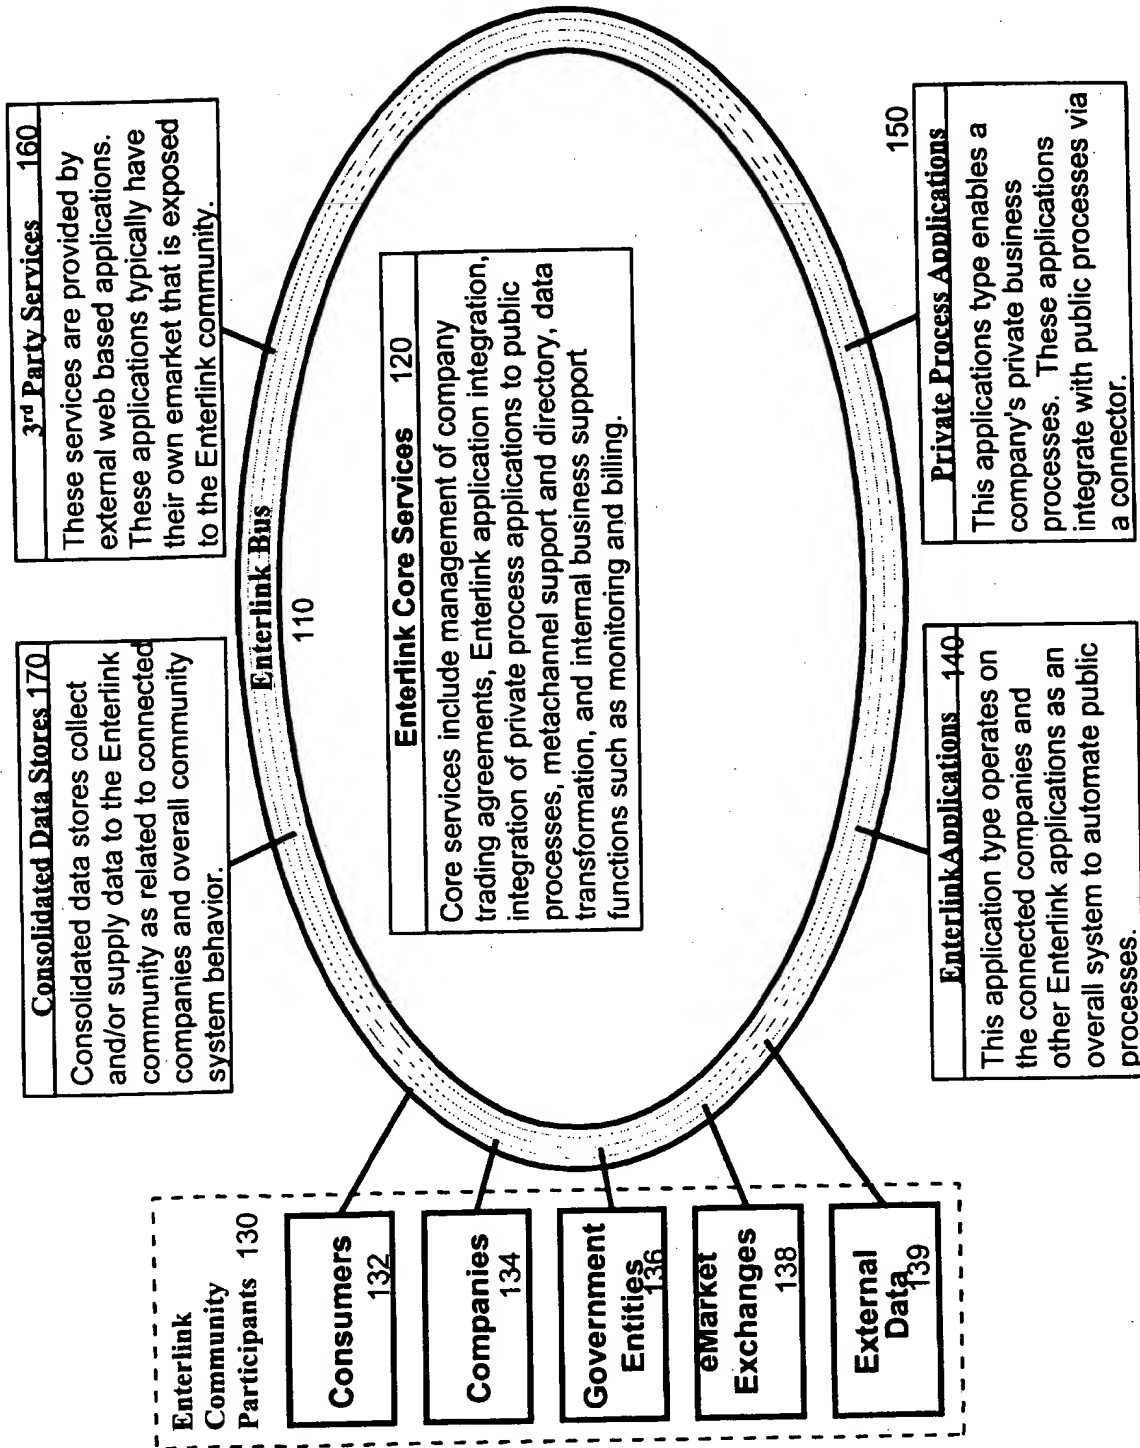 Enterlink
Community
Participants 130
Consumers
132
Companies
134
Government
Entities
136
eMarket
Exchanges
138
External
Data
139
Consolidated Data Stores 170
Consolidated data stores collect
and/or supply data to the Enterlink
community as related to connected
companies and overall community
system behavior.
3rd Party Services 160
These services are provided by
external web based applications.
These applications typically have
their own emarket that is exposed
to the Enterlink community.
Enterlink Bus
110
Enterlink Core Services 120
Core services include management of company
trading agreements, Enterlink application integration,
integration of private process applications to public
processes, metachannel support and directory, data
transformation, and internal business support
functions such as monitoring and billing.
EnterlinkApplications 140
This application type operates on
the connected companies and
other Enterlink applications as an
overall system to automate public
processes.
150
Private Process Applications
This applications type enables a
company's private business
processes. These applications
integrate with public processes via
a connector.